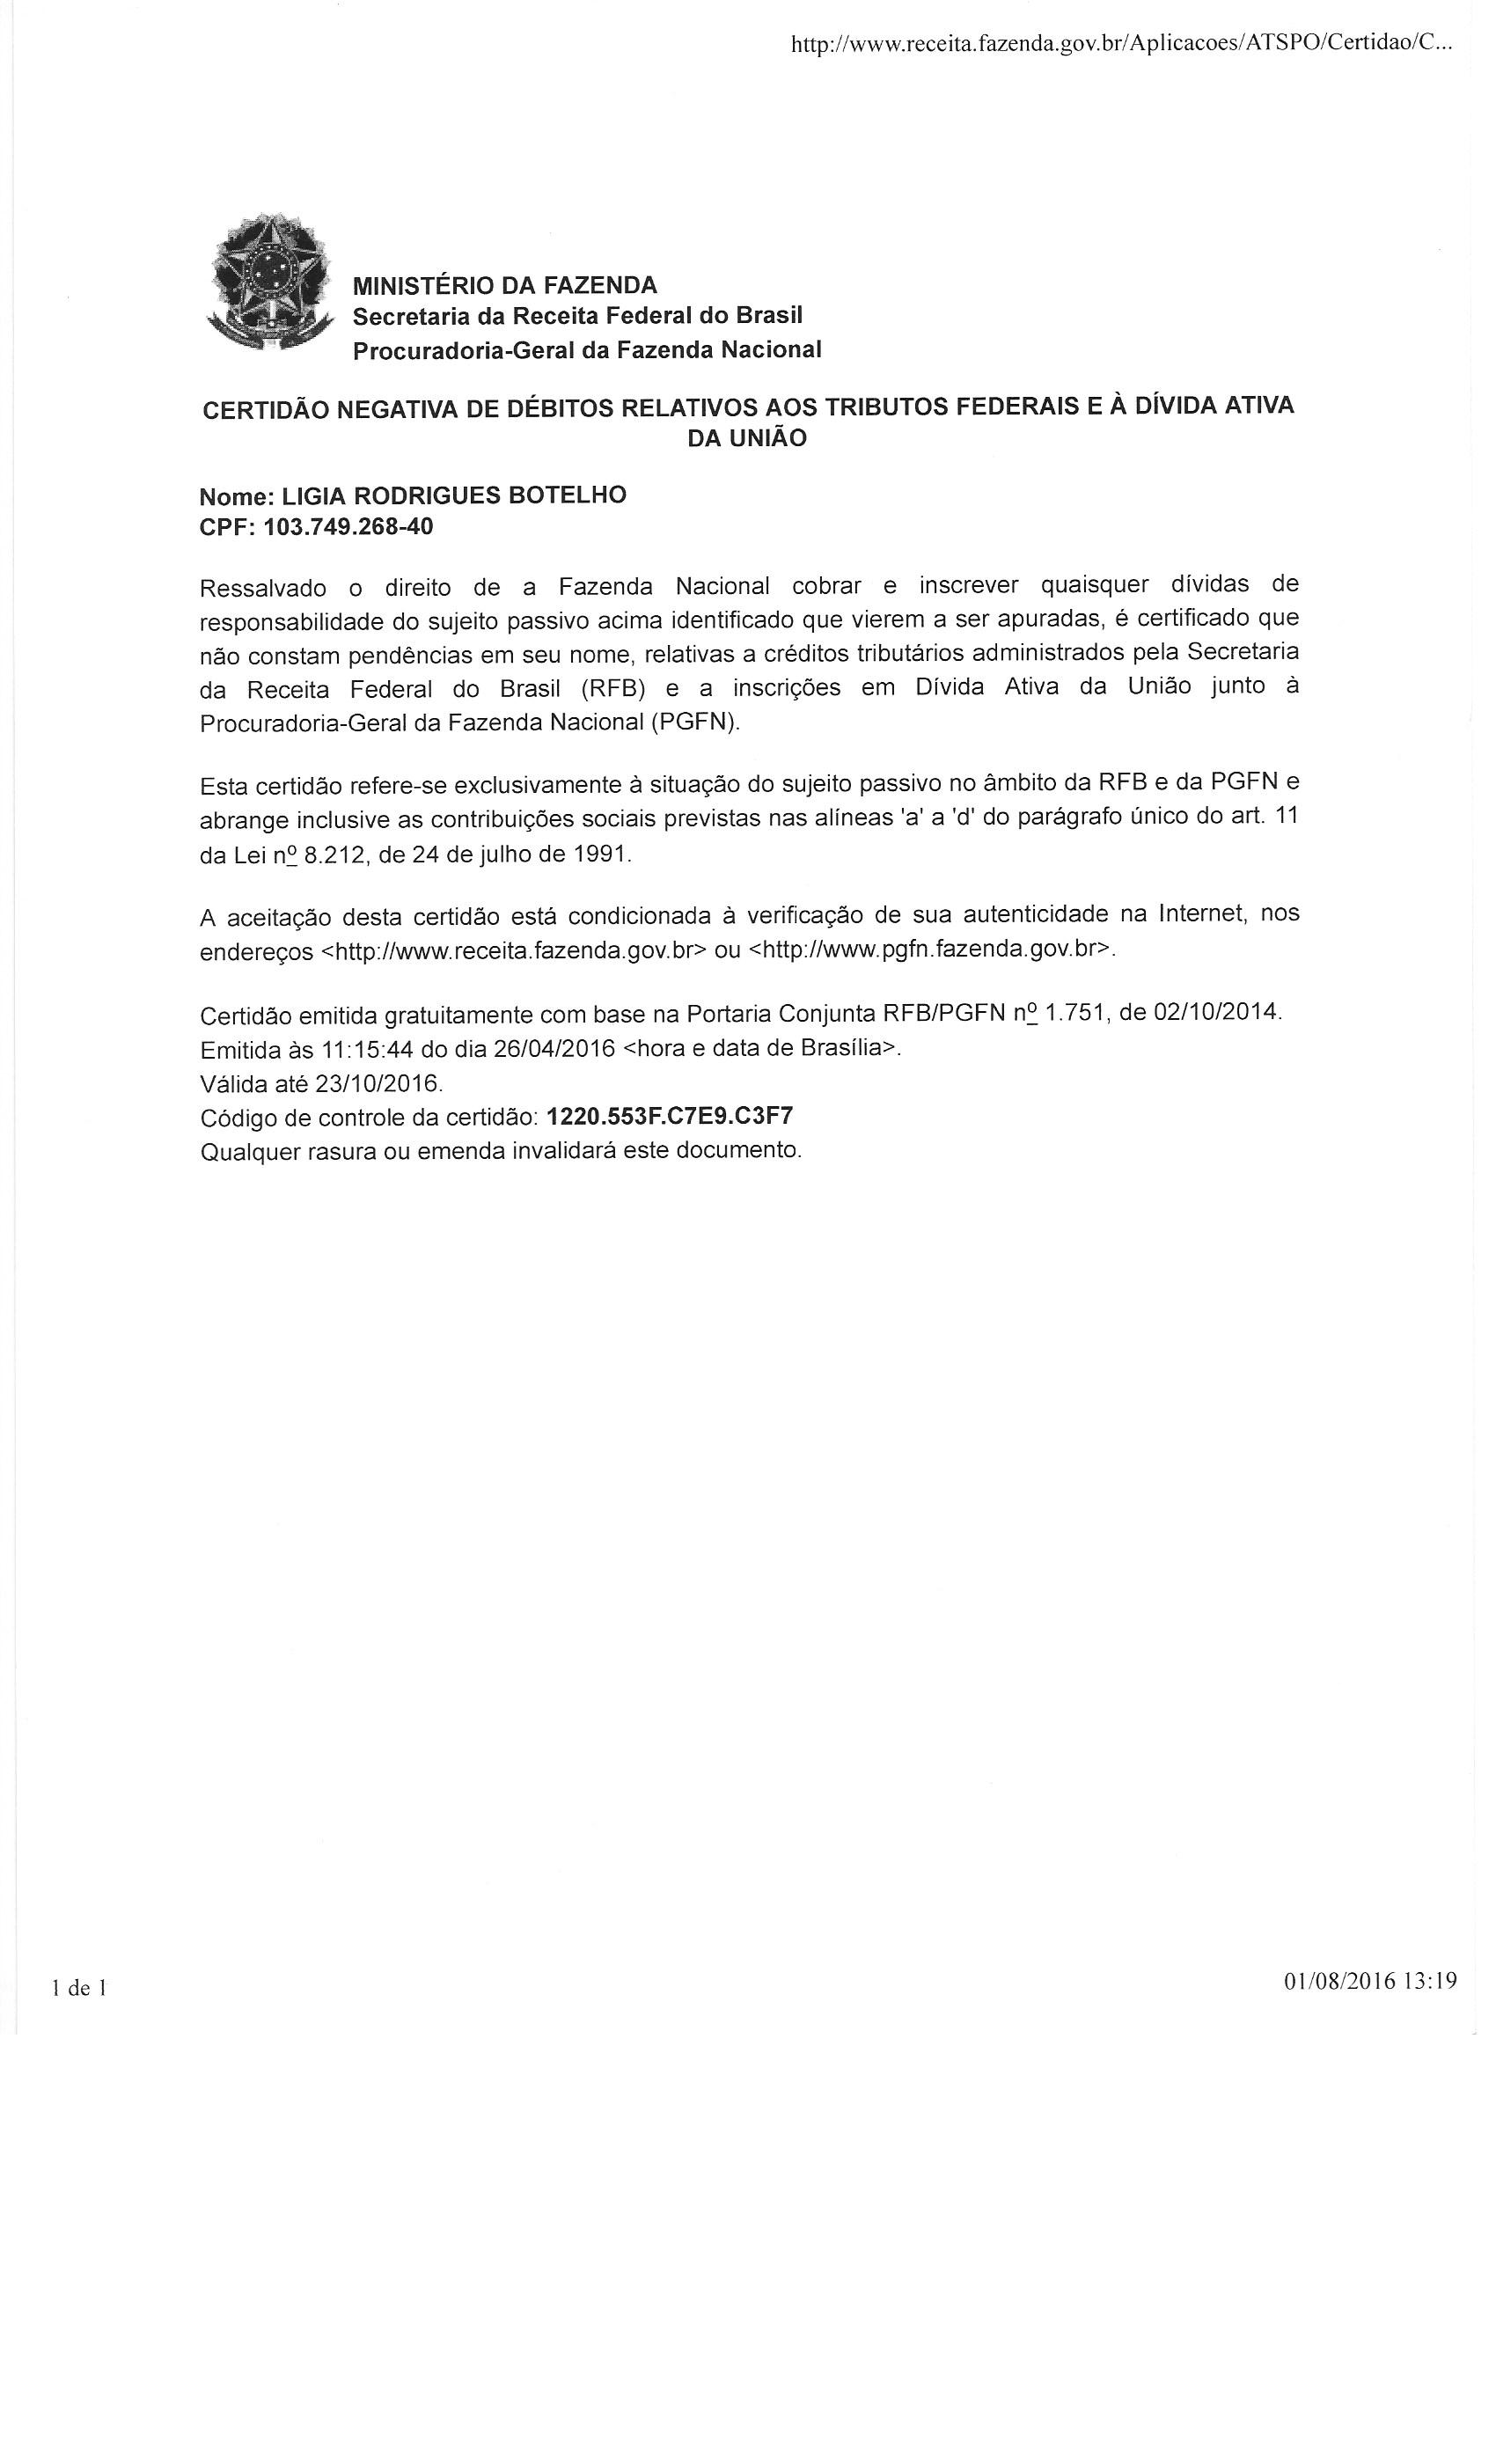 http://www.receita.fazenda.gov.br/Aplicacoes/ATSPO/Certidao/C...
MINISTÉRIO DA FAZENDA
Secretaria da Receita Federal do Brasil
Procuradoria-Geral da Fazenda Nacional
CERTIDÃO NEGATIVA DE DÉBITOS RELATIVOS AOS TRIBUTOS FEDERAIS E À DÍVIDA ATIVA
DA UNIÃO
Nome: LIGIA RODRIGUES BOTELHO
CPF: 103.749.268-40
Ressalvado o direito de a Fazenda Nacional cobrar e inscrever quaisquer dívidas de
responsabilidade do sujeito passivo acima identificado que vierem a ser apuradas, é certificado que
não constam pendências em seu nome, relativas a créditos tributários administrados pela Secretaria
da Receita Federal do Brasil (RFB) e a inscrições em Dívida Ativa da União junto à
Procuradoria-Geral da Fazenda Nacional (PGFN).
Esta certidão refere-se exclusivamente à situação do sujeito passivo no âmbito da RFB e da PGFN e
abrange inclusive as contribuições sociais previstas nas alíneas 'a' a 'd' do parágrafo único do art. 11
da Lei nº 8.212, de 24 de julho de 1991.
A aceitação desta certidão está condicionada à verificação de sua autenticidade na Internet, nos
endereços <http://www.receita.fazenda.gov.br> ou <http://www.pgfn.fazenda.gov.br>.
Certidão emitida gratuitamente com base na Portaria Conjunta RFB/PGFN nº 1.751, de 02/10/2014.
Emitida às 11:15:44 do dia 26/04/2016 <hora e data de Brasília>.
Válida até 23/10/2016.
Código de controle da certidão: 1220.553F.C7E9.C3F7
Qualquer rasura ou emenda invalidará este documento.
1 de 1
01/08/2016 13:19